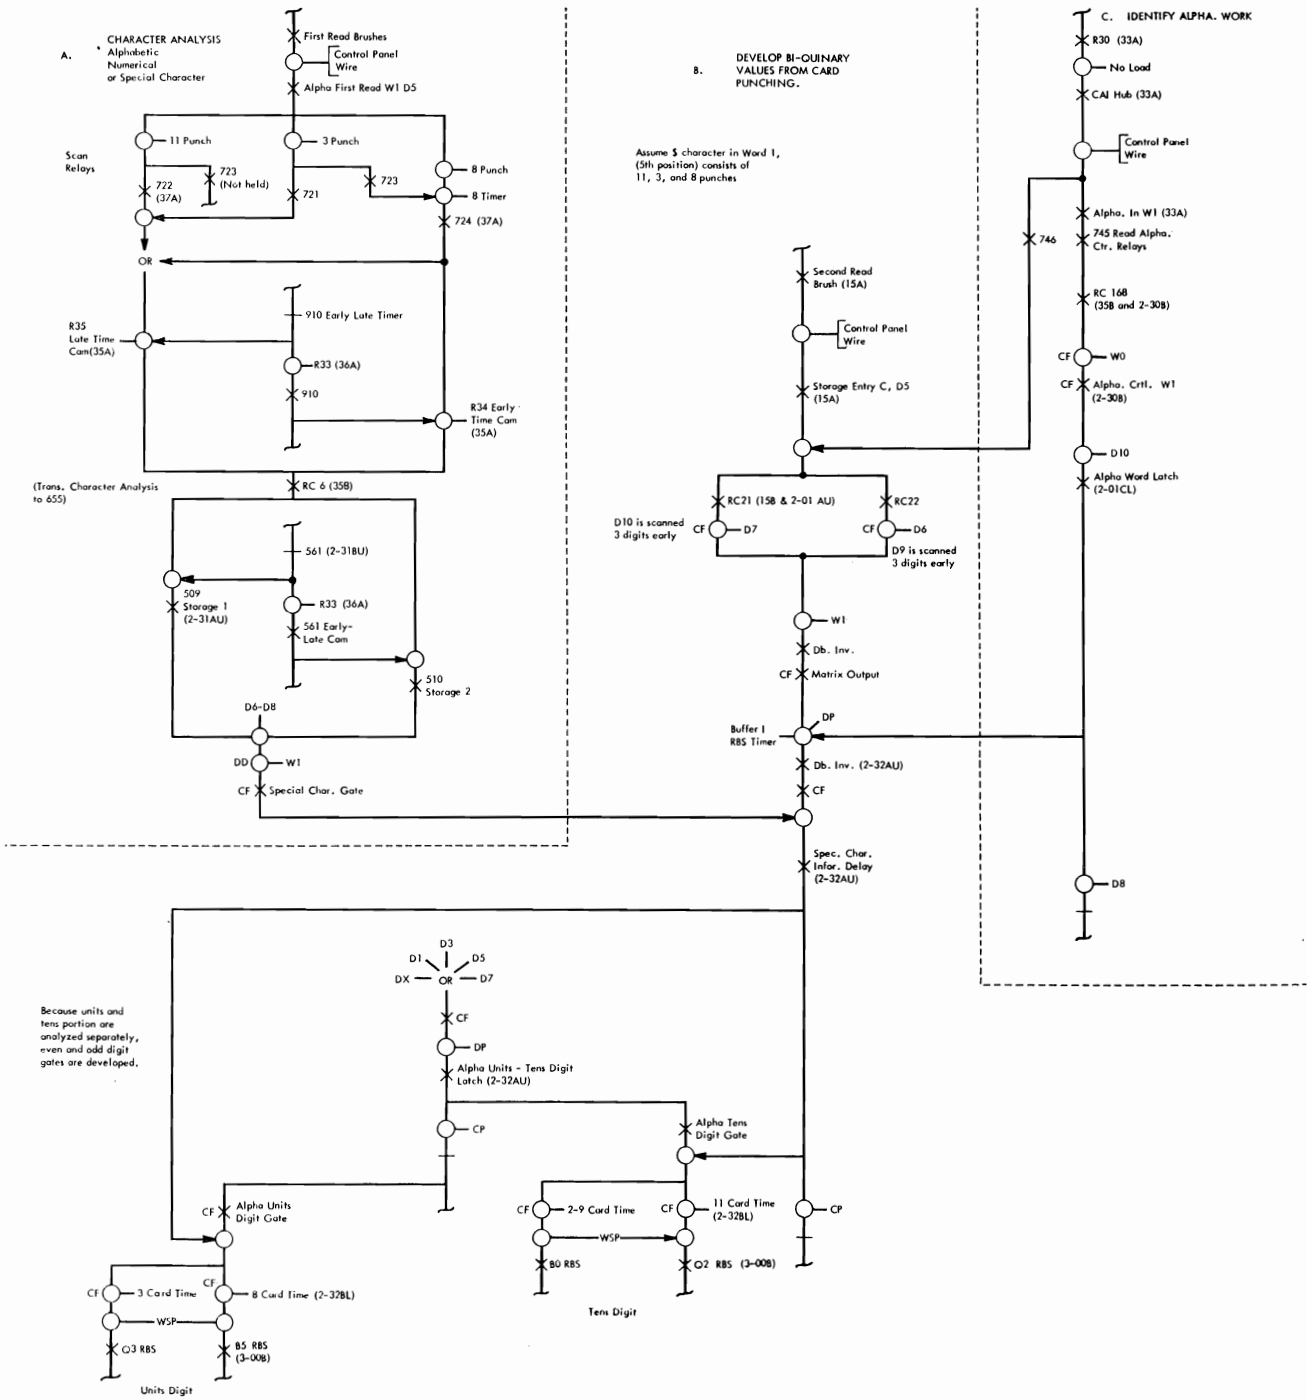 A.
CHARACTER ANALYSIS
Alphabetic
Numerical
or Special Character
First Read Brushes
Control Panel
Wire
Alpha First Read W1 D5
Scan
Relays
11 Punch
3 Punch
8 Punch
722
(37A)
723
(Not held)
721
723
8 Timer
724 (37A)
OR
910 Early Late Timer
R35
Late Time
Cam(35A)
R33 (36A)
910
R34 Early
Time Cam
(35A)
(Trans. Character Analysis
to 655)
RC 6 (35B)
561 (2-31BU)
509
Storage 1
(2-31AU)
R33 (36A)
561 Early-
Late Cam
510
Storage 2
D6-D8
DD
W1
CF
Special Char. Gate
B.
DEVELOP BI-QUINARY
VALUES FROM CARD
PUNCHING.
Assume $ character in Word 1,
(5th position) consists of
11, 3, and 8 punches
Second Read
Brush (15A)
Control Panel
Wire
Storage Entry C, D5
(15A)
RC21 (15B & 2-01 AU)
RC22
D10 is scanned
3 digits early
CF
D7
CF
D6
D9 is scanned
3 digits early
W1
Db. Inv.
CF
Matrix Output
Buffer 1
RBS Timer
DP
Db. Inv. (2-32AU)
CF
Spec. Char.
Infor. Delay
(2-32AU)
C. IDENTIFY ALPHA. WORK
R30 (33A)
No Load
CAI Hub (33A)
Control Panel
Wire
Alpha. In W1 (33A)
746
745 Read Alpha.
Ctr. Relays
RC 168
(35B and 2-30B)
CF
W0
CF
Alpha. Crtl. W1
(2-30B)
D10
Alpha Word Latch
(2-01CL)
D8
Because units and
tens portion are
analyzed separately,
even and odd digit
gates are developed.
D3
D1
D5
DX
OR
D7
CF
DP
Alpha Units - Tens Digit
Latch (2-32AU)
CP
Alpha Tens
Digit Gate
CF
Alpha Units
Digit Gate
CF
2-9 Card Time
CF
11 Card Time
(2-32BL)
CP
WSP
B0 RBS
Q2 RBS (3-00B)
Tens Digit
CF
3 Card Time
CF
8 Card Time (2-32BL)
WSP
Q3 RBS
B5 RBS
(3-00B)
Units Digit